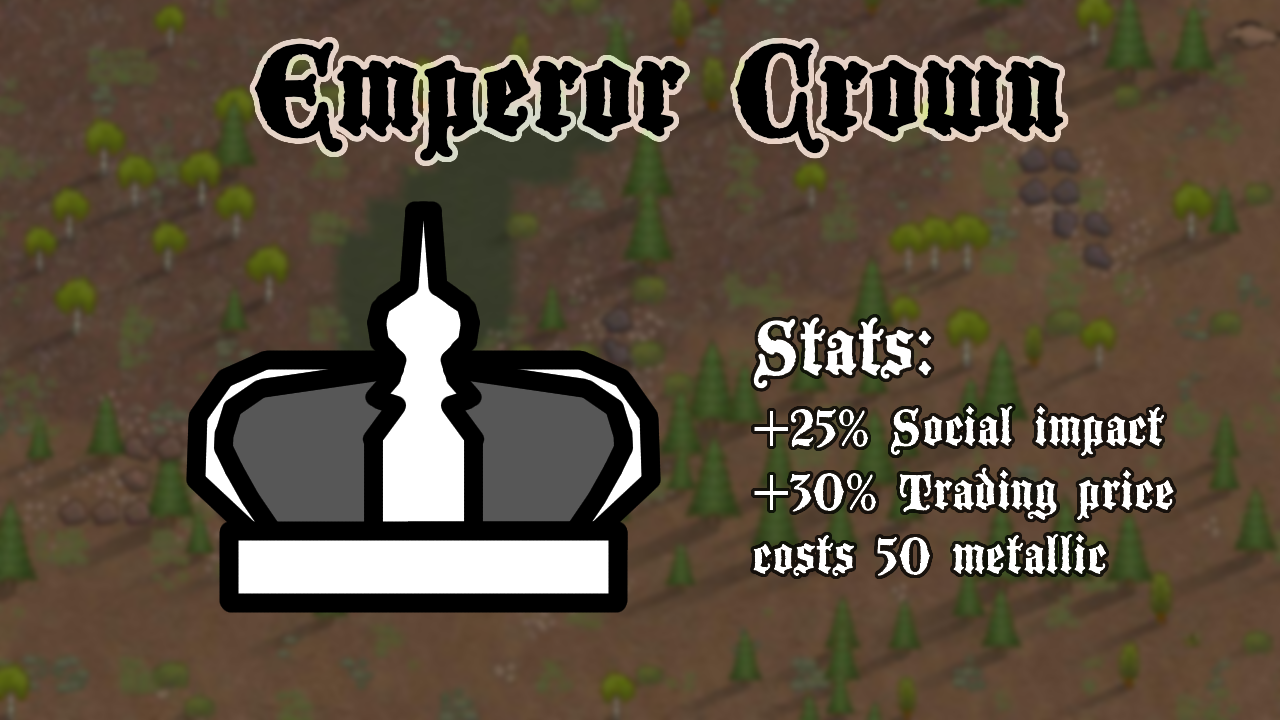 Emperor Crown
Stats:
+25% Social impact
+30% Trading price
costs 50 metallic